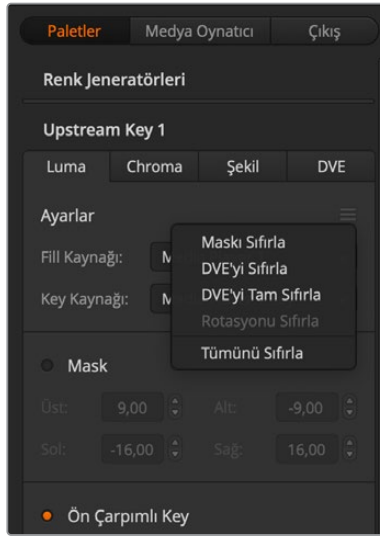 Paletler Medya Oynatıcı Çıkış
Renk Jeneratörleri
Upstream Key 1
Luma Chroma Şekil DVE
Ayarlar
Maskı Sıfırla
Fill Kaynağı: M
DVE'yi Sıfırla
DVE'yi Tam Sıfırla
Key Kaynağı: M
Rotasyonu Sıfırla
Tümünü Sıfırla
Mask
Üst: 9,00 Alt: -9,00
Sol: -16,00 Sağ: 16,00
Ön Çarpımlı Key